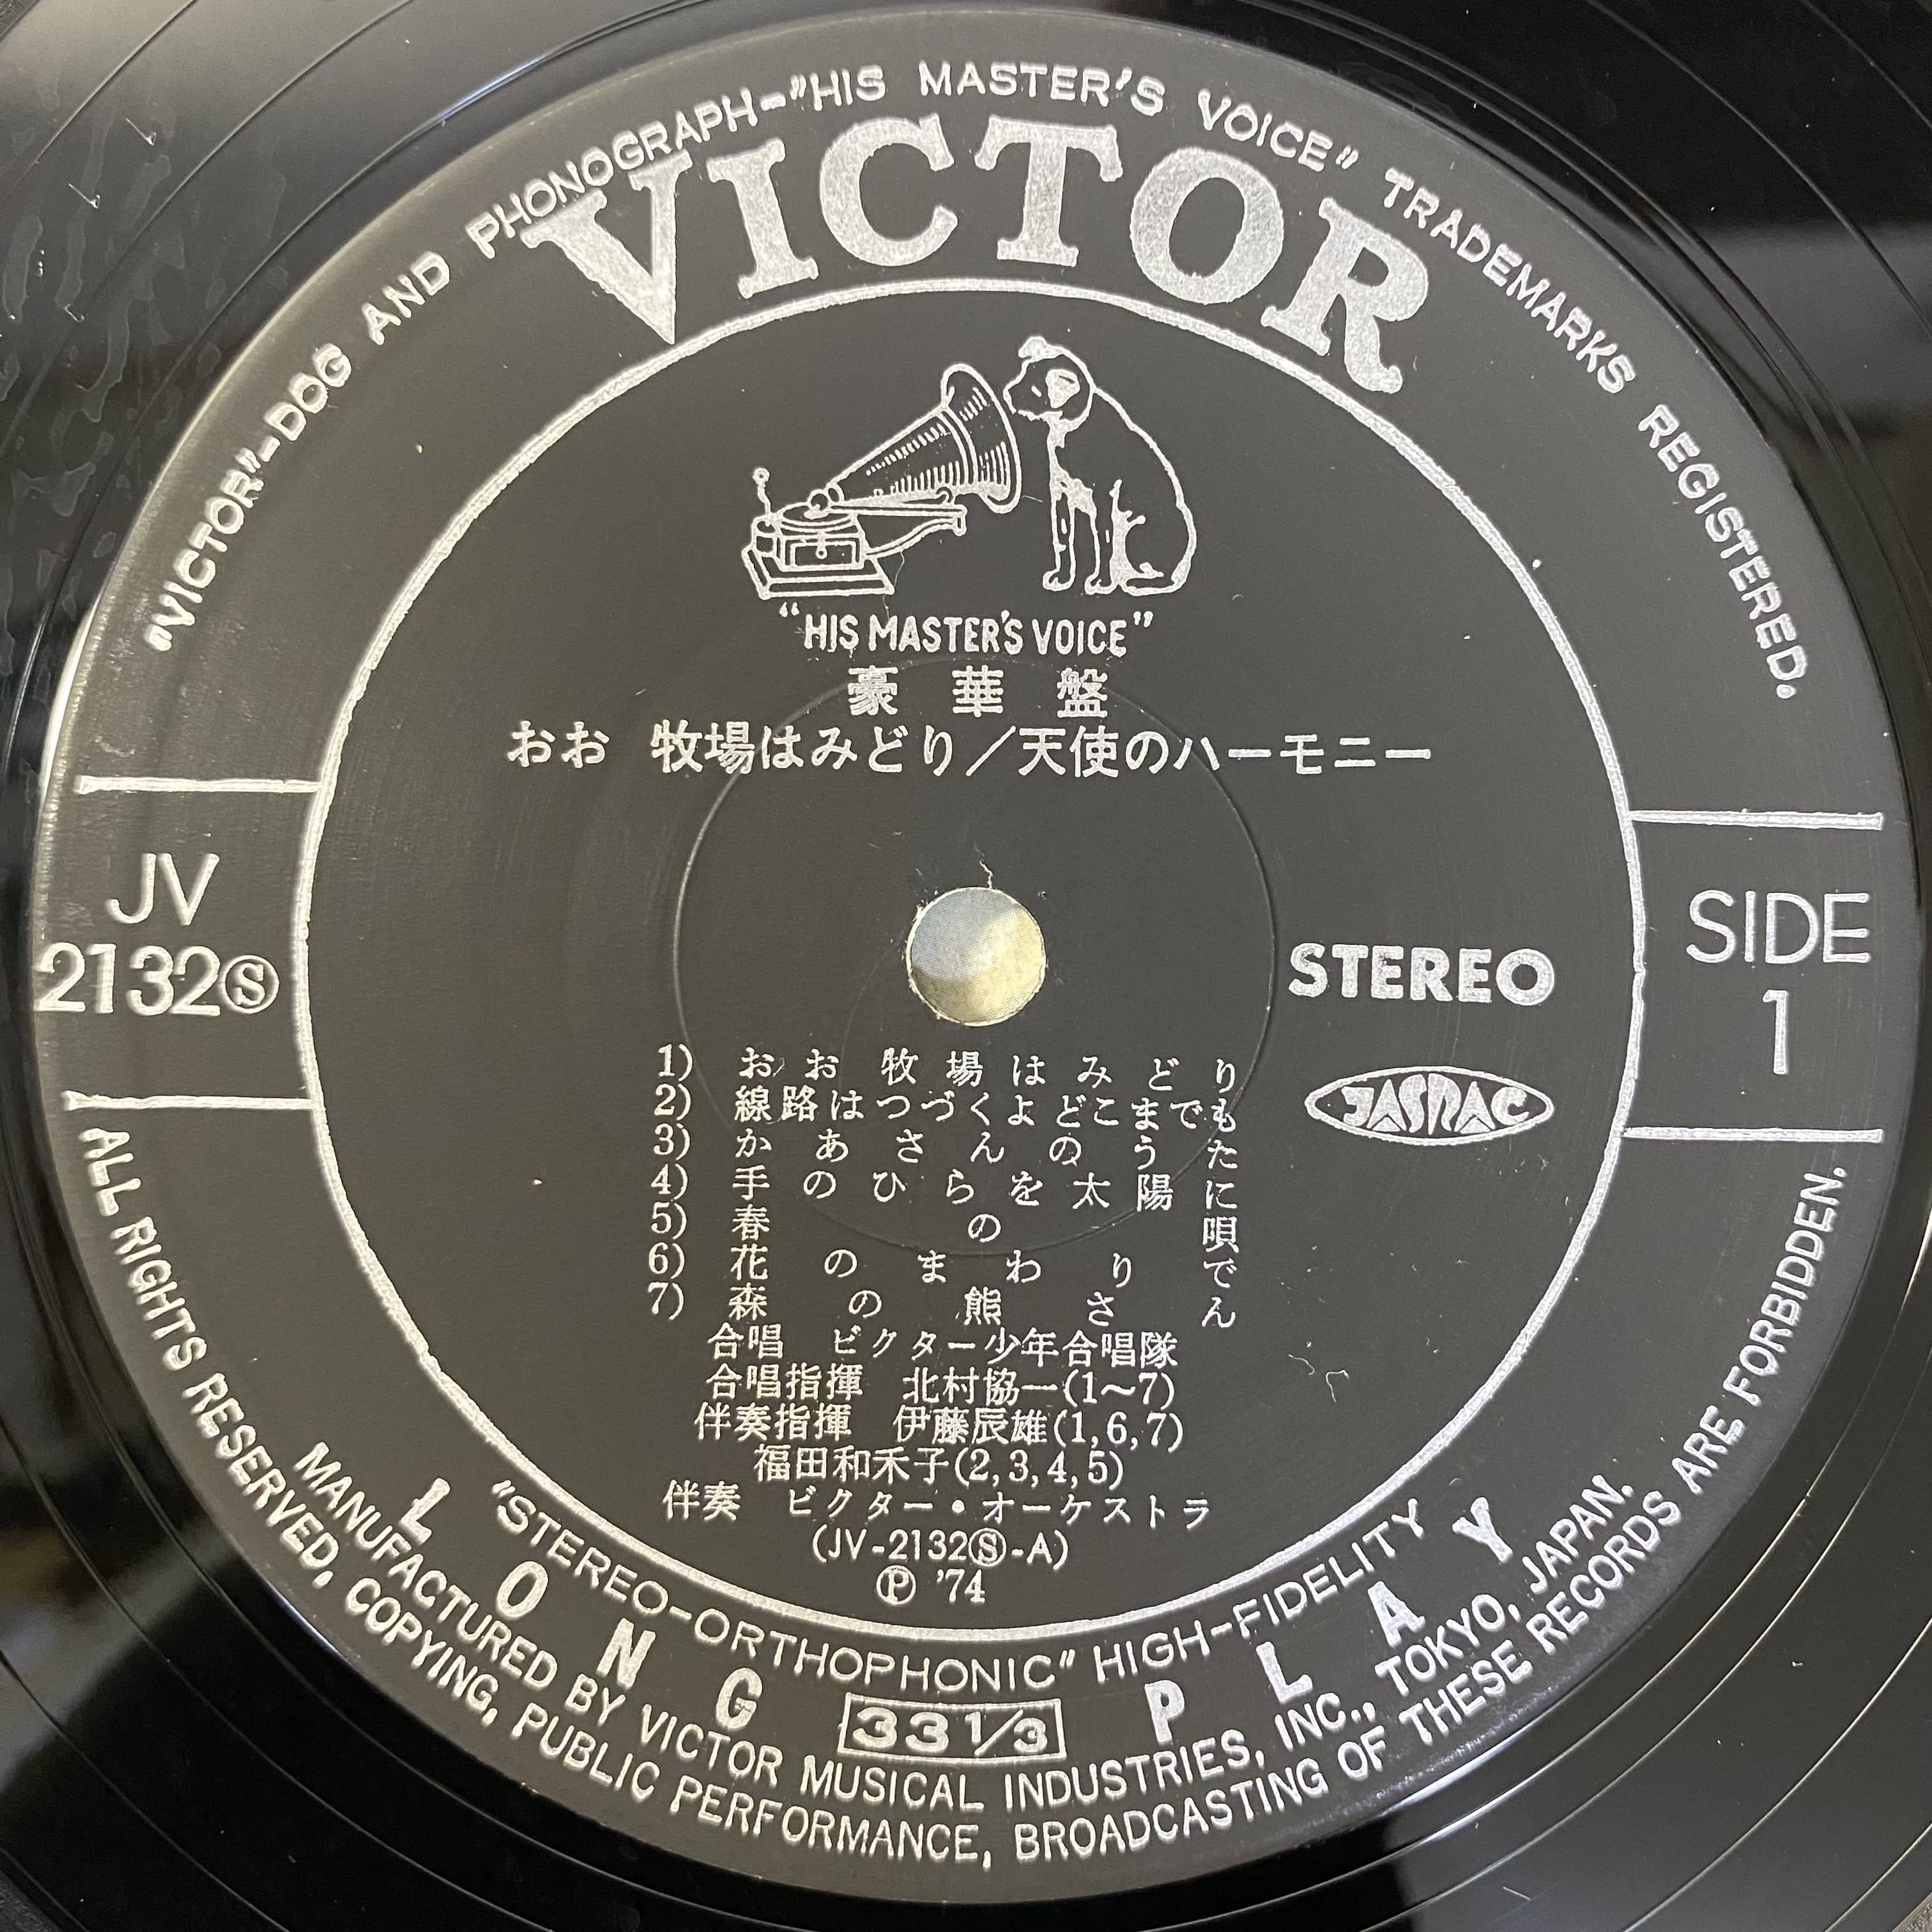 "VICTOR"-DOG AND PHONOGRAPH-"HIS MASTER'S VOICE" TRADEMARKS REGISTERED.
VICTOR
"HIS MASTER'S VOICE"
豪華盤
おお 牧場はみどり／天使のハーモニー
JV
2132Ⓢ
SIDE
1
STEREO
JASRAC
1) おお牧場はみどり
2) 線路はつづくよどこまでも
3) かあさんのうた
4) 手のひらを太陽に
5) 春の唄
6) 花のまわりで
7) 森の熊さん
合唱 ビクター少年合唱隊
合唱指揮 北村協一(1～7)
伴奏指揮 伊藤辰雄(1,6,7)
福田和禾子(2,3,4,5)
伴奏 ビクター・オーケストラ
(JV-2132Ⓢ-A)
Ⓟ '74
"STEREO-ORTHOPHONIC" HIGH-FIDELITY
LONG PLAY
33 1/3
MANUFACTURED BY VICTOR MUSICAL INDUSTRIES, INC., TOKYO, JAPAN.
ALL RIGHTS RESERVED, COPYING, PUBLIC PERFORMANCE, BROADCASTING OF THESE RECORDS ARE FORBIDDEN.